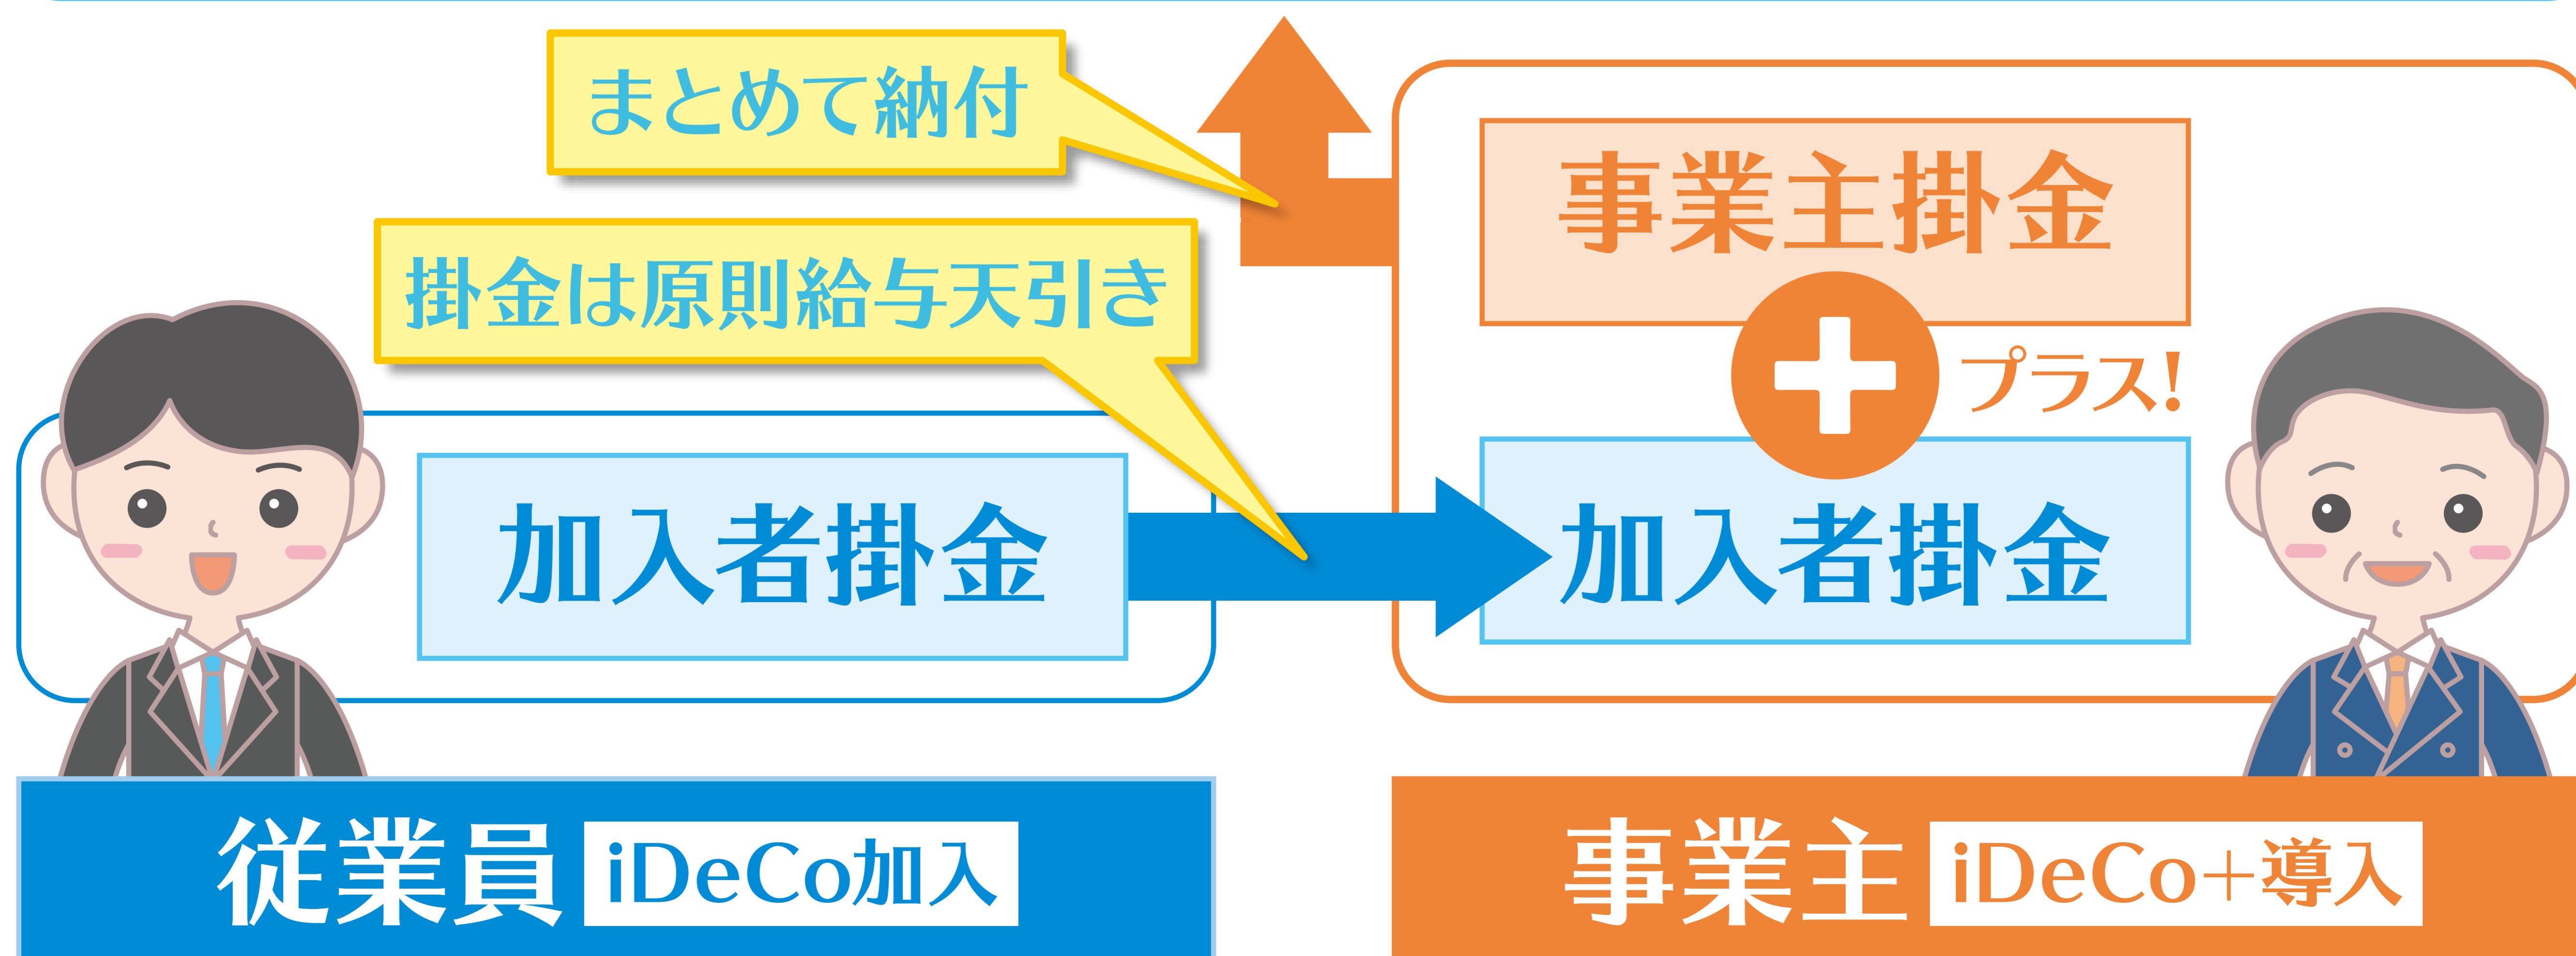 まとめて納付
掛金は原則給与天引き
加入者掛金
事業主掛金
プラス!
加入者掛金
従業員 iDeCo加入
事業主 iDeCo+導入